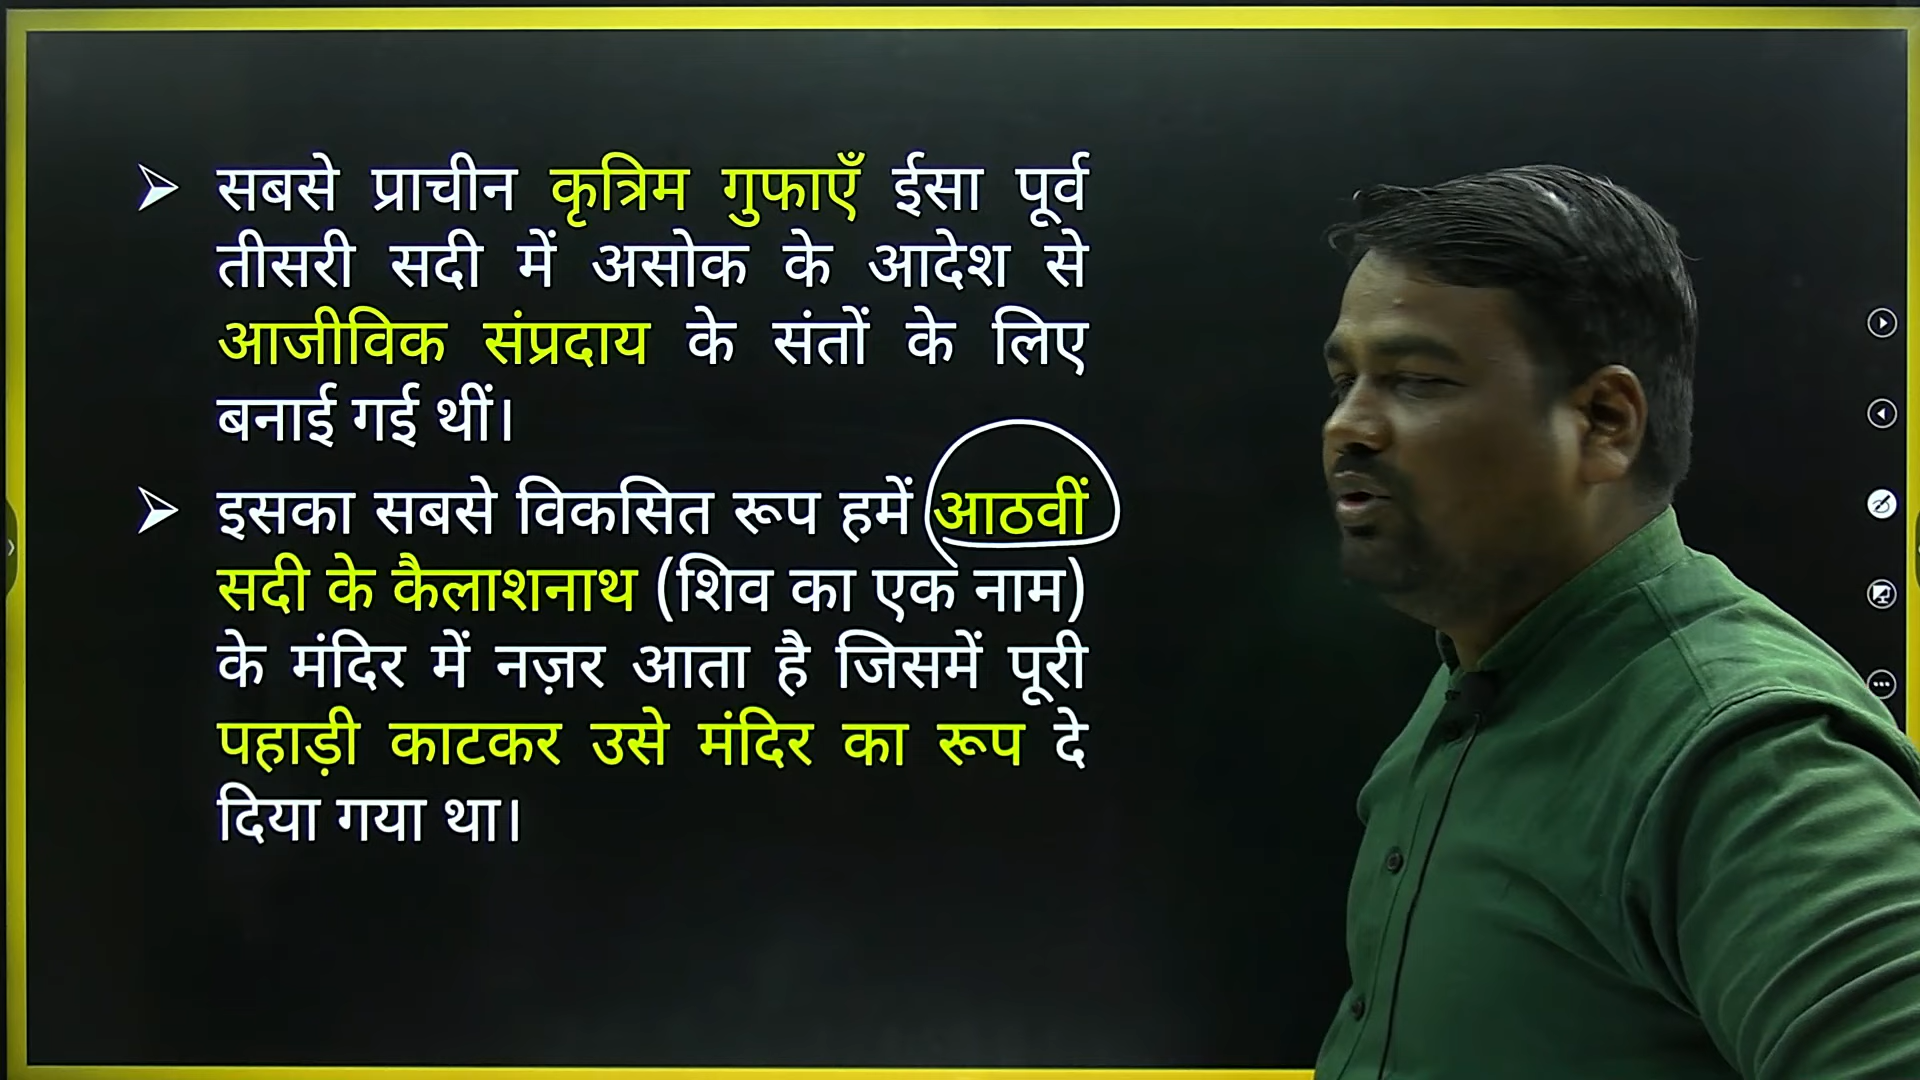 ➢ सबसे प्राचीन कृत्रिम गुफाएँ ईसा पूर्व
तीसरी सदी में असोक के आदेश से
आजीविक संप्रदाय के संतों के लिए
बनाई गई थीं।
➢ इसका सबसे विकसित रूप हमें आठवीं
सदी के कैलाशनाथ (शिव का एक नाम)
के मंदिर में नज़र आता है जिसमें पूरी
पहाड़ी काटकर उसे मंदिर का रूप दे
दिया गया था।